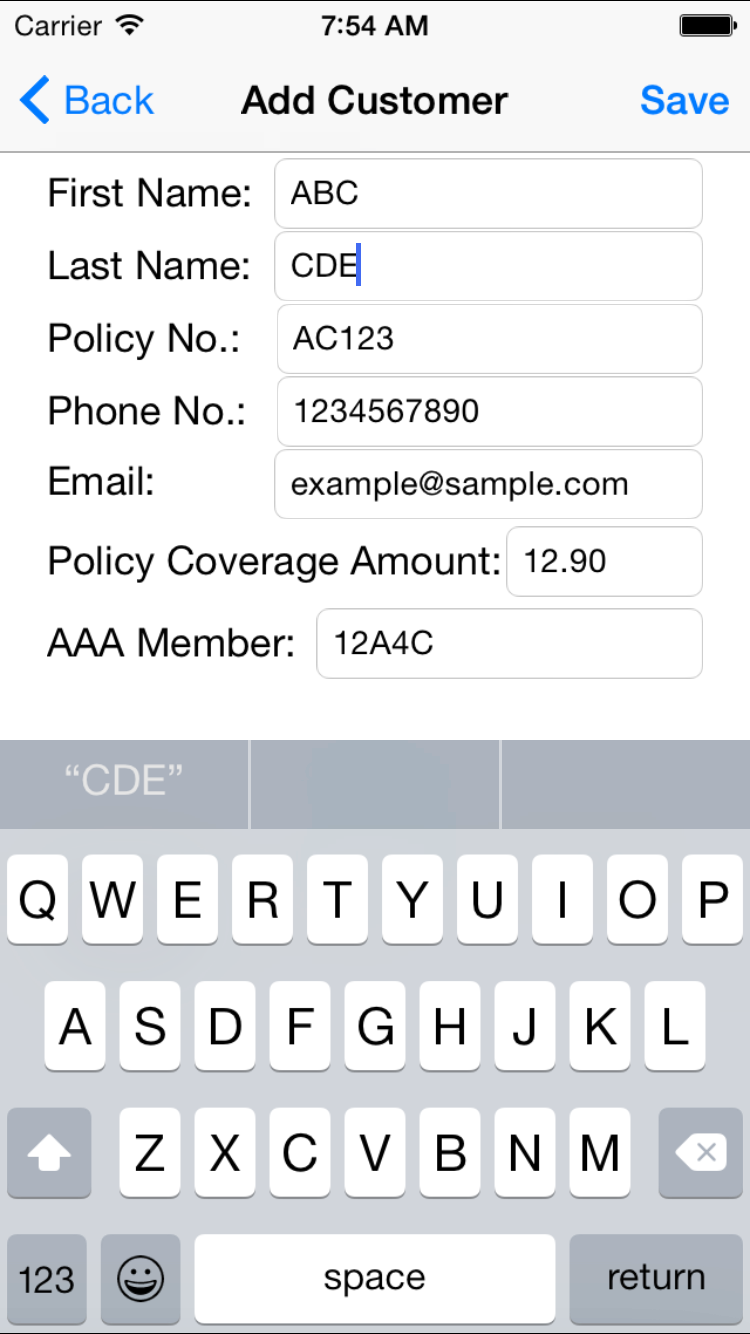 Carrier 7:54 AM
Back Add Customer Save
First Name: ABC
Last Name: CDE
Policy No.: AC123
Phone No.: 1234567890
Email: example@sample.com
Policy Coverage Amount: 12.90
AAA Member: 12A4C
“CDE”
Q W E R T Y U I O P
A S D F G H J K L
Z X C V B N M
123 space return